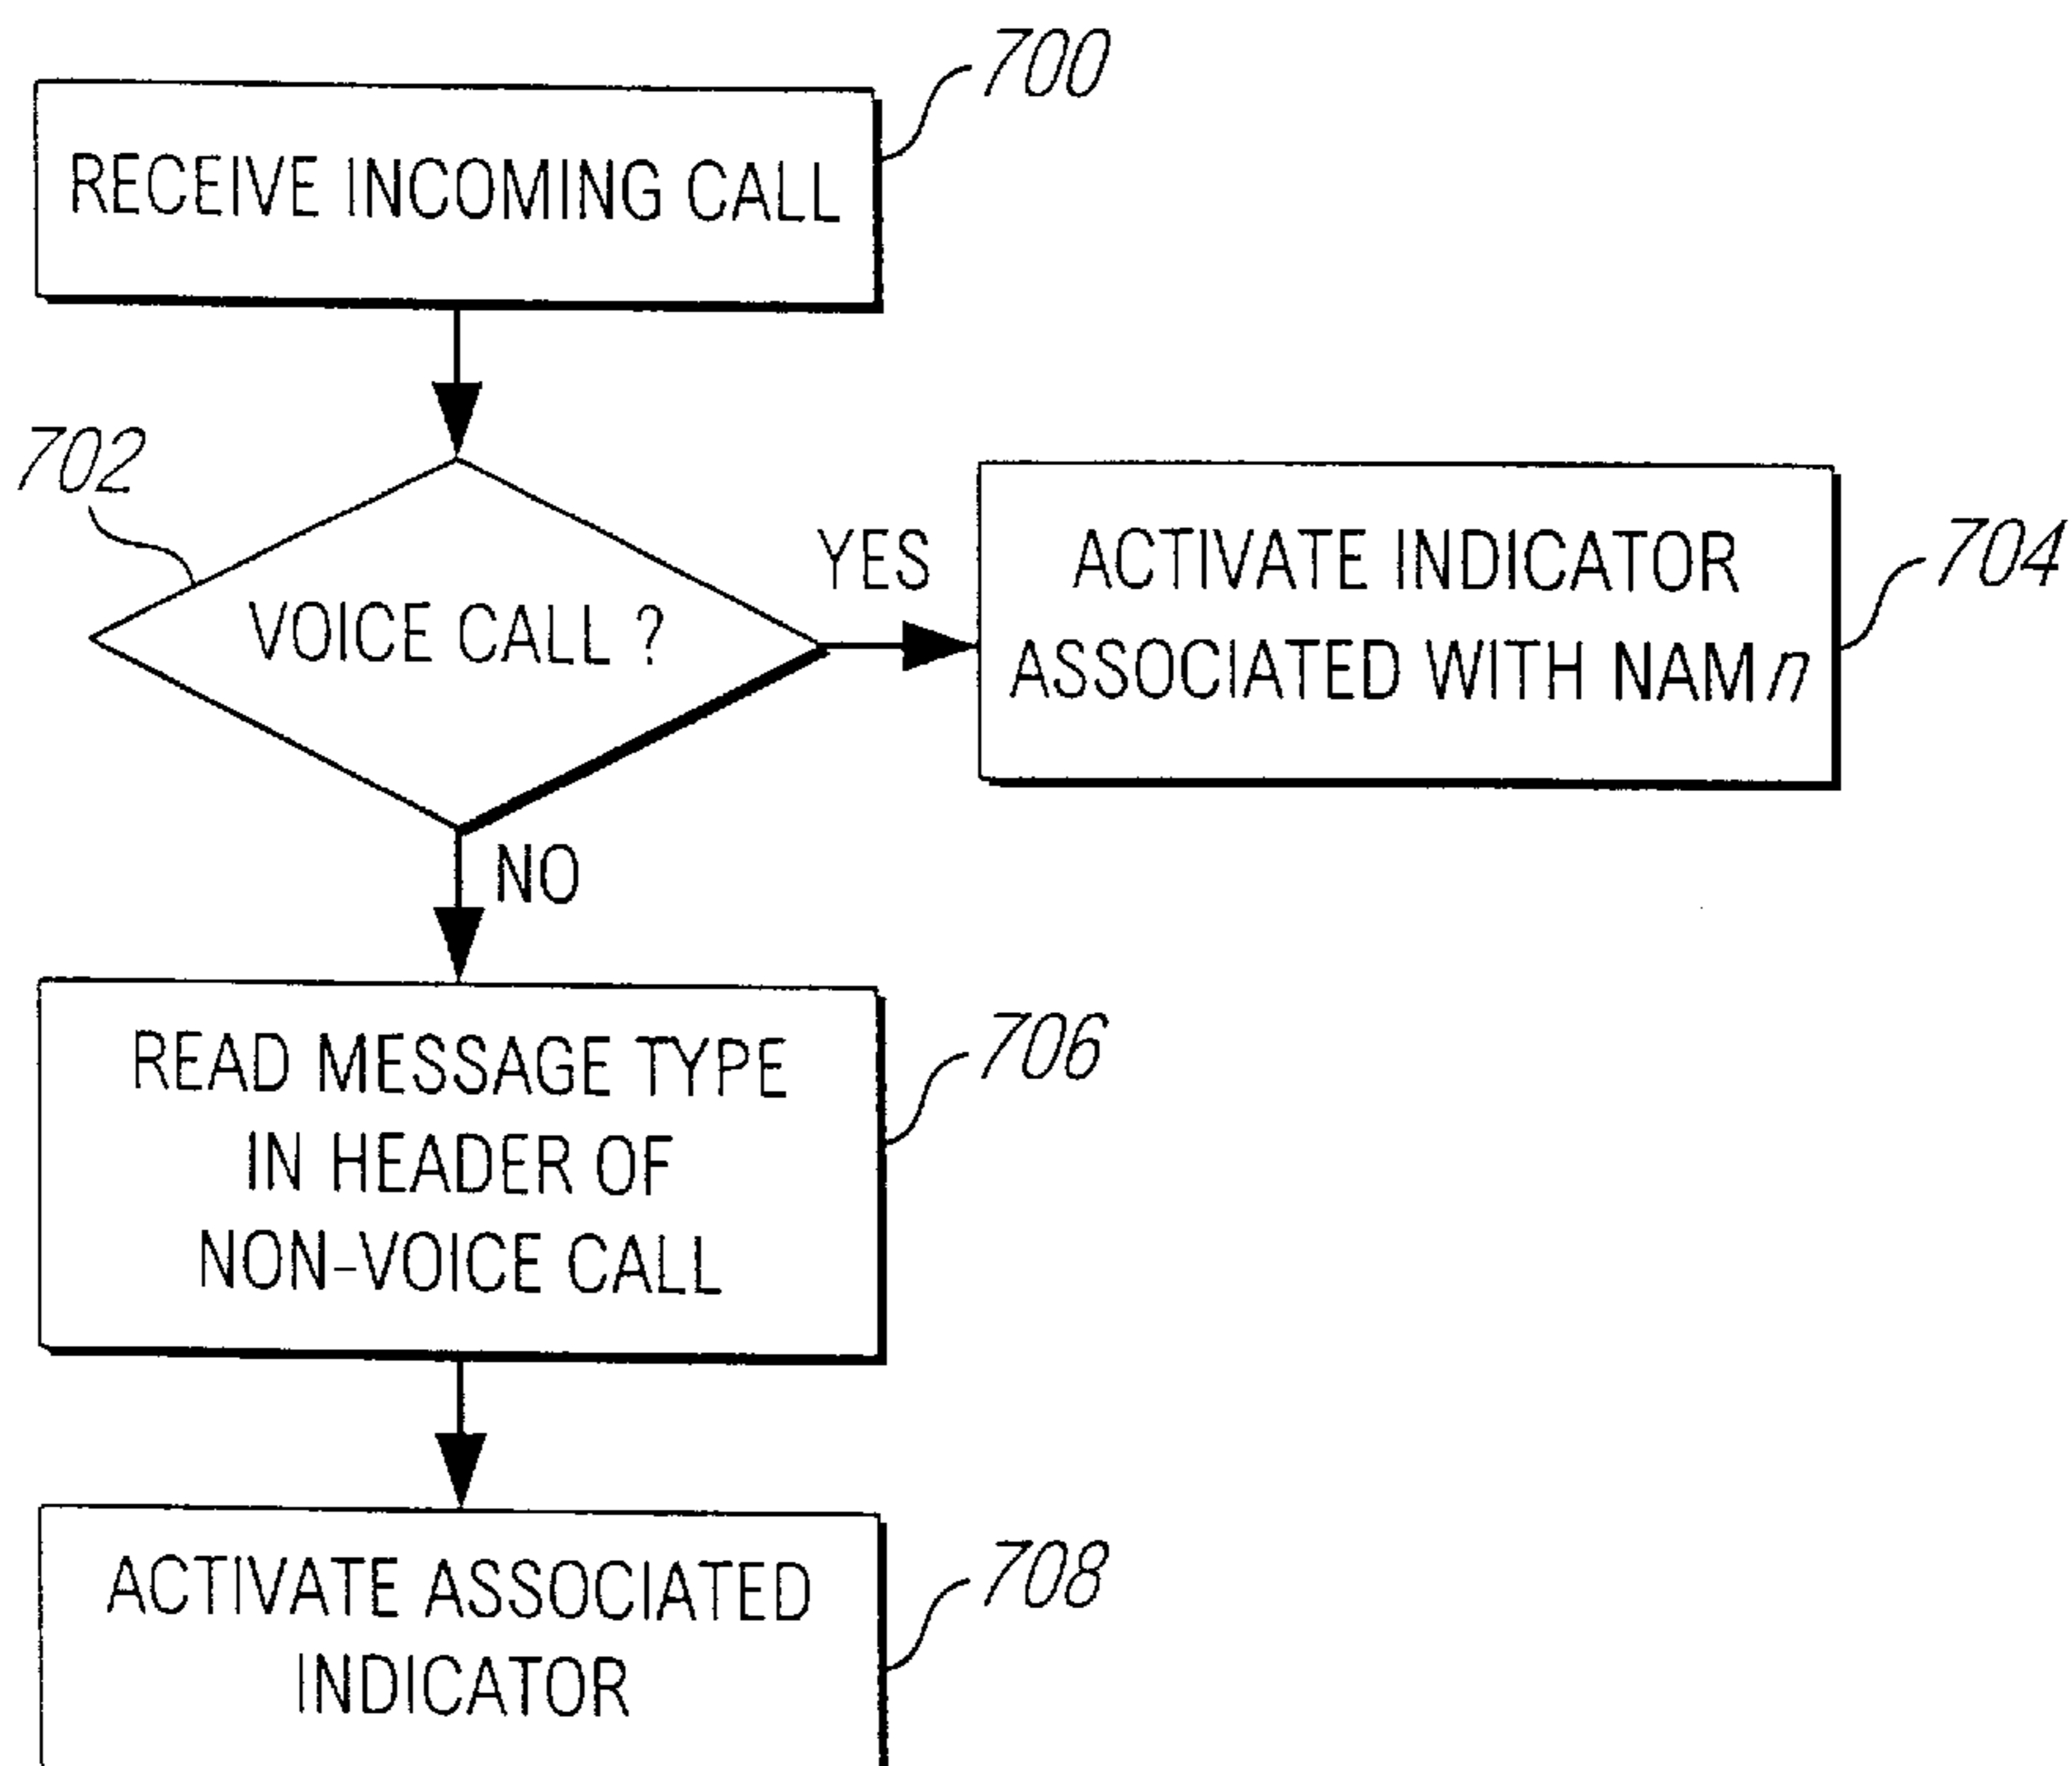 700
RECEIVE INCOMING CALL
702
VOICE CALL ?
YES
ACTIVATE INDICATOR
ASSOCIATED WITH NAM n
704
NO
READ MESSAGE TYPE
IN HEADER OF
NON-VOICE CALL
706
ACTIVATE ASSOCIATED
INDICATOR
708